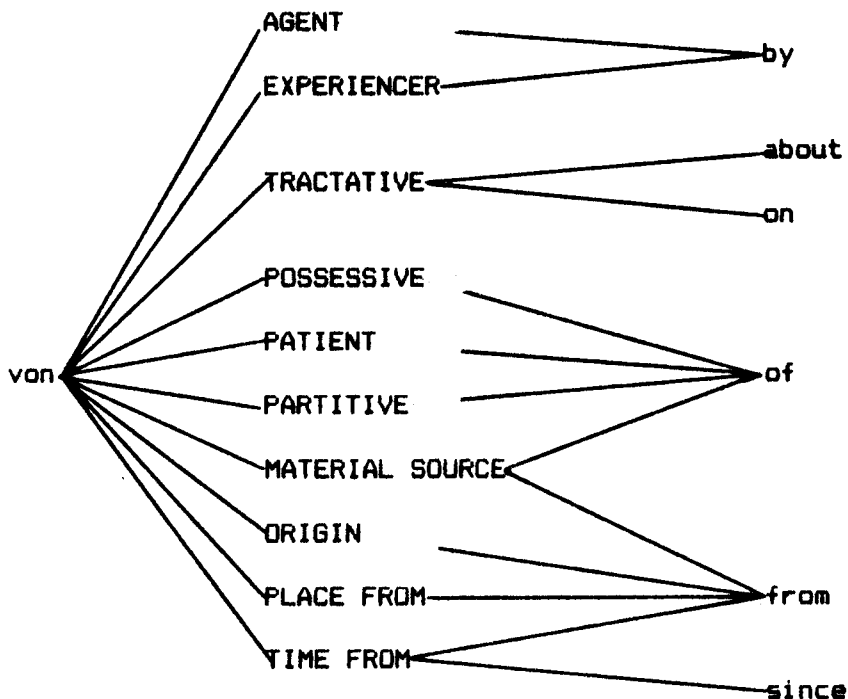 AGENT
by
EXPERIENCER
about
TRACTATIVE
on
POSSESSIVE
PATIENT
von
of
PARTITIVE
MATERIAL SOURCE
ORIGIN
PLACE FROM
from
TIME FROM
since